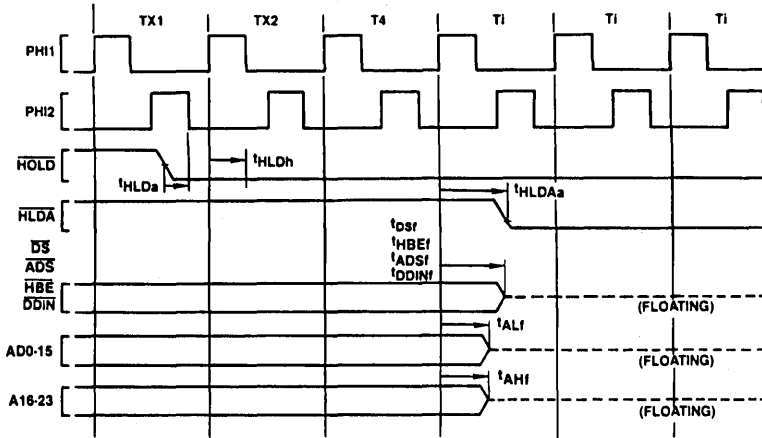 TX1 TX2 T4 Ti Ti Ti
PHI1
PHI2
HOLD
tHLDh
tHLDa
tHLDAa
HLDA
tDSf
DS
tHBEf
ADS
tADSf
tDDINf
HBE
DDIN
(FLOATING)
tALf
AD0-15
(FLOATING)
tAHf
A16-23
(FLOATING)